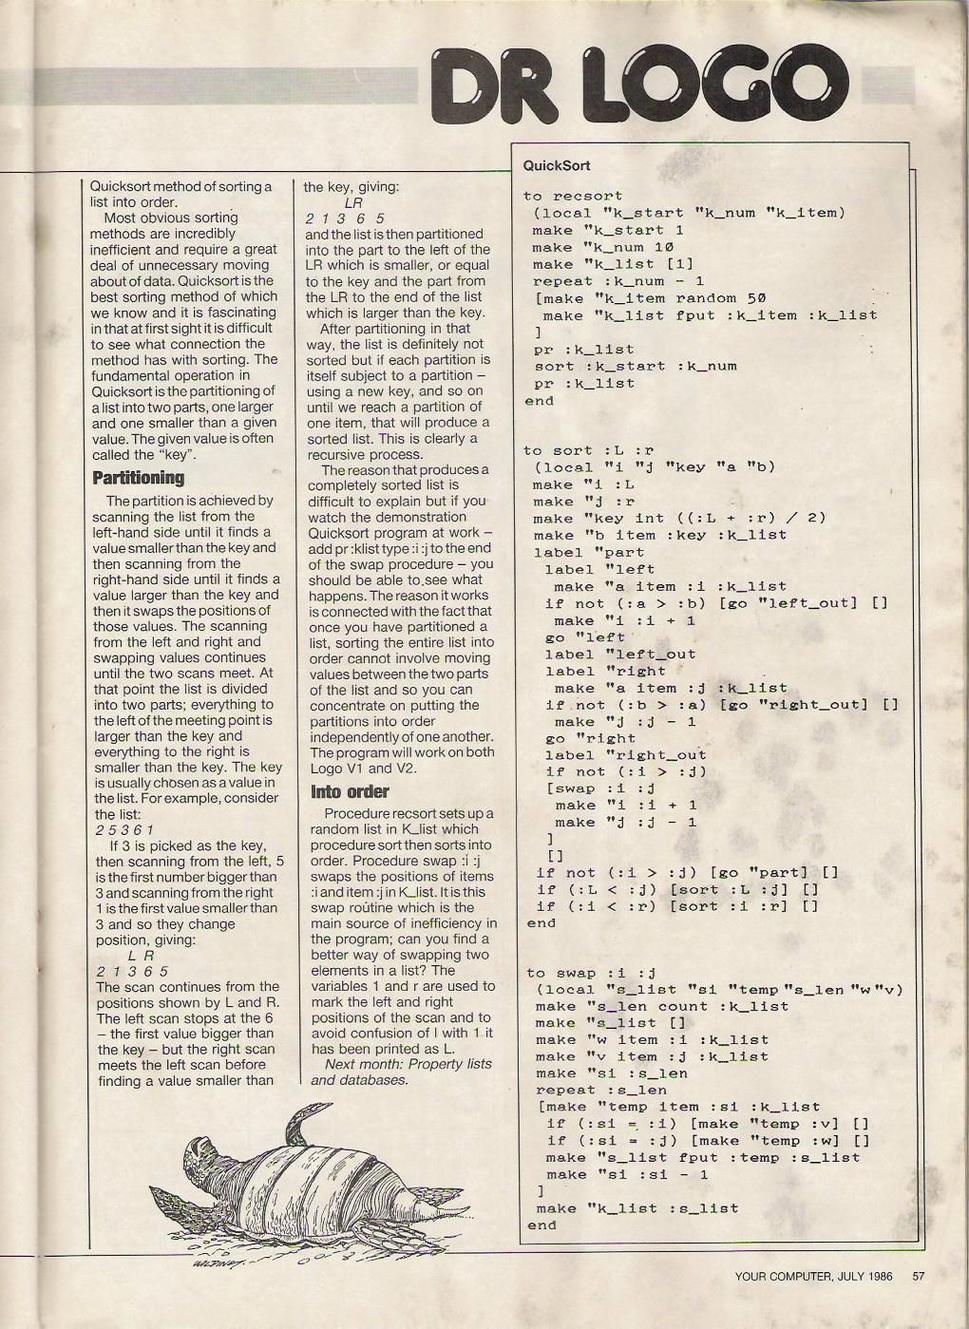 DR LOGO
Quicksort method of sorting a
list into order.
Most obvious sorting
methods are incredibly
inefficient and require a great
deal of unnecessary moving
about of data. Quicksort is the
best sorting method of which
we know and it is fascinating
in that at first sight it is difficult
to see what connection the
method has with sorting. The
fundamental operation in
Quicksort is the partitioning of
a list into two parts, one larger
and one smaller than a given
value. The given value is often
called the "key".
Partitioning
The partition is achieved by
scanning the list from the
left-hand side until it finds a
value smaller than the key and
then scanning from the
right-hand side until it finds a
value larger than the key and
then it swaps the positions of
those values. The scanning
from the left and right and
swapping values continues
until the two scans meet. At
that point the list is divided
into two parts; everything to
the left of the meeting point is
larger than the key and
everything to the right is
smaller than the key. The key
is usually chosen as a value in
the list. For example, consider
the list:
2 5 3 6 1
If 3 is picked as the key,
then scanning from the left, 5
is the first number bigger than
3 and scanning from the right
1 is the first value smaller than
3 and so they change
position, giving:
L R
2 1 3 6 5
The scan continues from the
positions shown by L and R.
The left scan stops at the 6
– the first value bigger than
the key – but the right scan
meets the left scan before
finding a value smaller than
the key, giving:
LR
2 1 3 6 5
and the list is then partitioned
into the part to the left of the
LR which is smaller, or equal
to the key and the part from
the LR to the end of the list
which is larger than the key.
After partitioning in that
way, the list is definitely not
sorted but if each partition is
itself subject to a partition –
using a new key, and so on
until we reach a partition of
one item, that will produce a
sorted list. This is clearly a
recursive process.
The reason that produces a
completely sorted list is
difficult to explain but if you
watch the demonstration
Quicksort program at work –
add pr :klist type :i :j to the end
of the swap procedure – you
should be able to see what
happens. The reason it works
is connected with the fact that
once you have partitioned a
list, sorting the entire list into
order cannot involve moving
values between the two parts
of the list and so you can
concentrate on putting the
partitions into order
independently of one another.
The program will work on both
Logo V1 and V2.
Into order
Procedure recsort sets up a
random list in K_list which
procedure sort then sorts into
order. Procedure swap :i :j
swaps the positions of items
:i and item :j in K_list. It is this
swap routine which is the
main source of inefficiency in
the program; can you find a
better way of swapping two
elements in a list? The
variables 1 and r are used to
mark the left and right
positions of the scan and to
avoid confusion of l with 1 it
has been printed as L.
Next month: Property lists
and databases.
QuickSort
to recsort
(local "k_start "k_num "k_item)
make "k_start 1
make "k_num 10
make "k_list [1]
repeat :k_num - 1
[make "k_item random 50
make "k_list fput :k_item :k_list
]
pr :k_list
sort :k_start :k_num
pr :k_list
end
to sort :L :r
(local "i "j "key "a "b)
make "i :L
make "j :r
make "key int ((:L + :r) / 2)
make "b item :key :k_list
label "part
label "left
make "a item :i :k_list
if not (:a > :b) [go "left_out] []
make "i :i + 1
go "left
label "left_out
label "right
make "a item :j :k_list
if not (:b > :a) [go "right_out] []
make "j :j - 1
go "right
label "right_out
if not (:i > :j)
[swap :i :j
make "i :i + 1
make "j :j - 1
]
[]
if not (:i > :j) [go "part] []
if (:L < :j) [sort :L :j] []
if (:i < :r) [sort :i :r] []
end
to swap :i :j
(local "s_list "si "temp "s_len "w "v)
make "s_len count :k_list
make "s_list []
make "w item :i :k_list
make "v item :j :k_list
make "si :s_len
repeat :s_len
[make "temp item :si :k_list
if (:si = :i) [make "temp :v] []
if (:si = :j) [make "temp :w] []
make "s_list fput :temp :s_list
make "si :si - 1
]
make "k_list :s_list
end
YOUR COMPUTER, JULY 1986 57